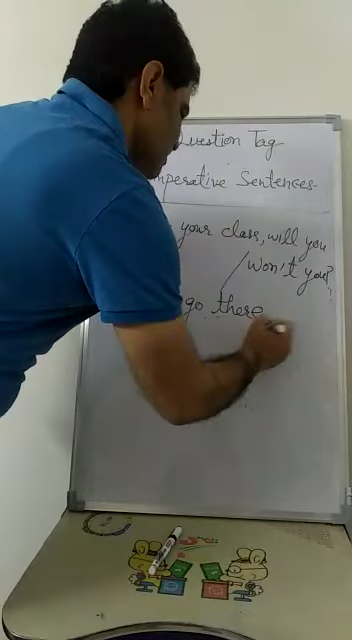 Question Tag
Imperative Sentences.
your class, will you
won't you?
go there